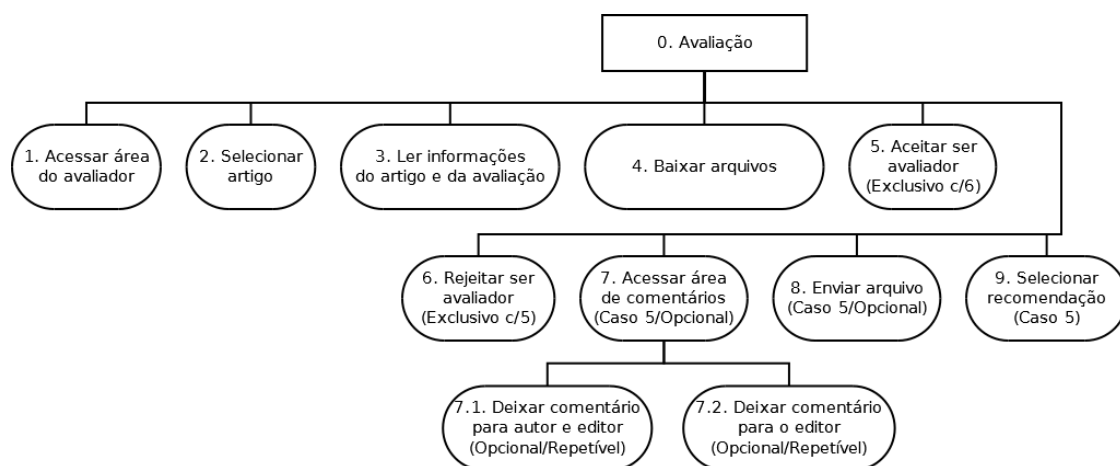 0. Avaliação
1. Acessar área
do avaliador
2. Selecionar
artigo
3. Ler informações
do artigo e da avaliação
4. Baixar arquivos
5. Aceitar ser
avaliador
(Exclusivo c/6)
6. Rejeitar ser
avaliador
(Exclusivo c/5)
7. Acessar área
de comentários
(Caso 5/Opcional)
8. Enviar arquivo
(Caso 5/Opcional)
9. Selecionar
recomendação
(Caso 5)
7.1. Deixar comentário
para autor e editor
(Opcional/Repetível)
7.2. Deixar comentário
para o editor
(Opcional/Repetível)